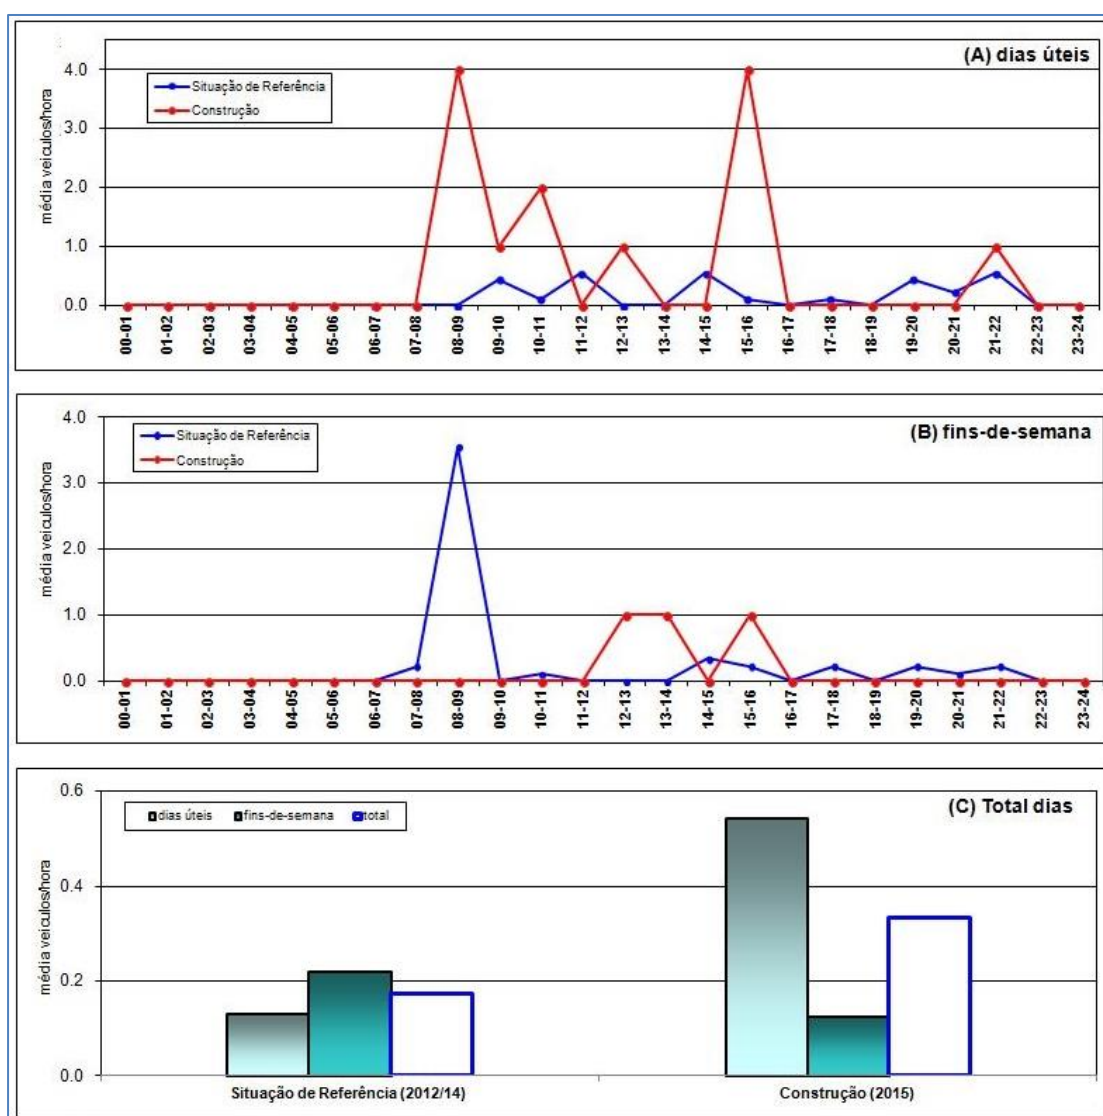 (A) dias úteis
média veiculos/hora
4.0
3.0
2.0
1.0
0.0
Situação de Referência
Construção
00-01 01-02 02-03 03-04 04-05 05-06 06-07 07-08 08-09 09-10 10-11 11-12 12-13 13-14 14-15 15-16 16-17 17-18 18-19 19-20 20-21 21-22 22-23 23-24
(B) fins-de-semana
média veiculos/hora
4.0
3.0
2.0
1.0
0.0
Situação de Referência
Construção
00-01 01-02 02-03 03-04 04-05 05-06 06-07 07-08 08-09 09-10 10-11 11-12 12-13 13-14 14-15 15-16 16-17 17-18 18-19 19-20 20-21 21-22 22-23 23-24
(C) Total dias
média veiculos/hora
0.6
0.4
0.2
0.0
dias úteis fins-de-semana total
Situação de Referência (2012/14) Construção (2015)